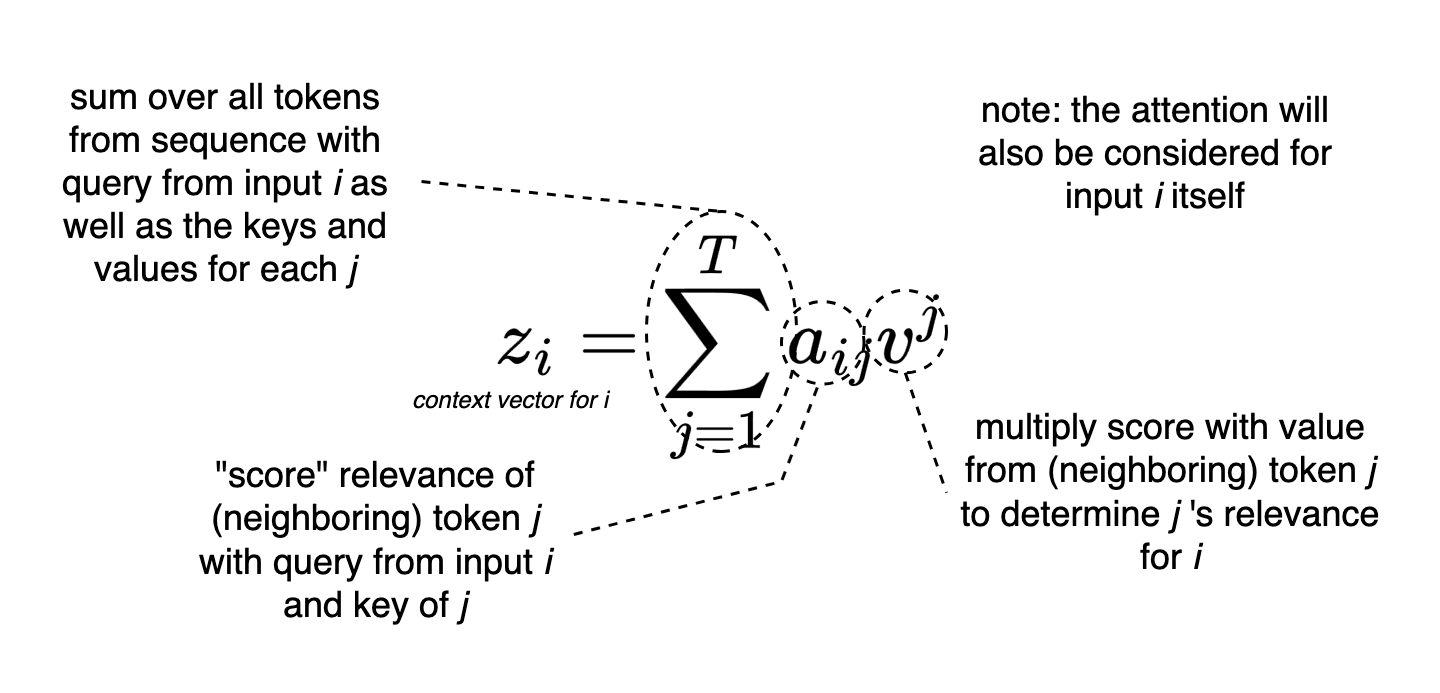 sum over all tokens
from sequence with
query from input i as
well as the keys and
values for each j
note: the attention will
also be considered for
input i itself
T
z_i = ∑ a_{ij} v^j
j=1
context vector for i
"score" relevance of
(neighboring) token j
with query from input i
and key of j
multiply score with value
from (neighboring) token j
to determine j 's relevance
for i